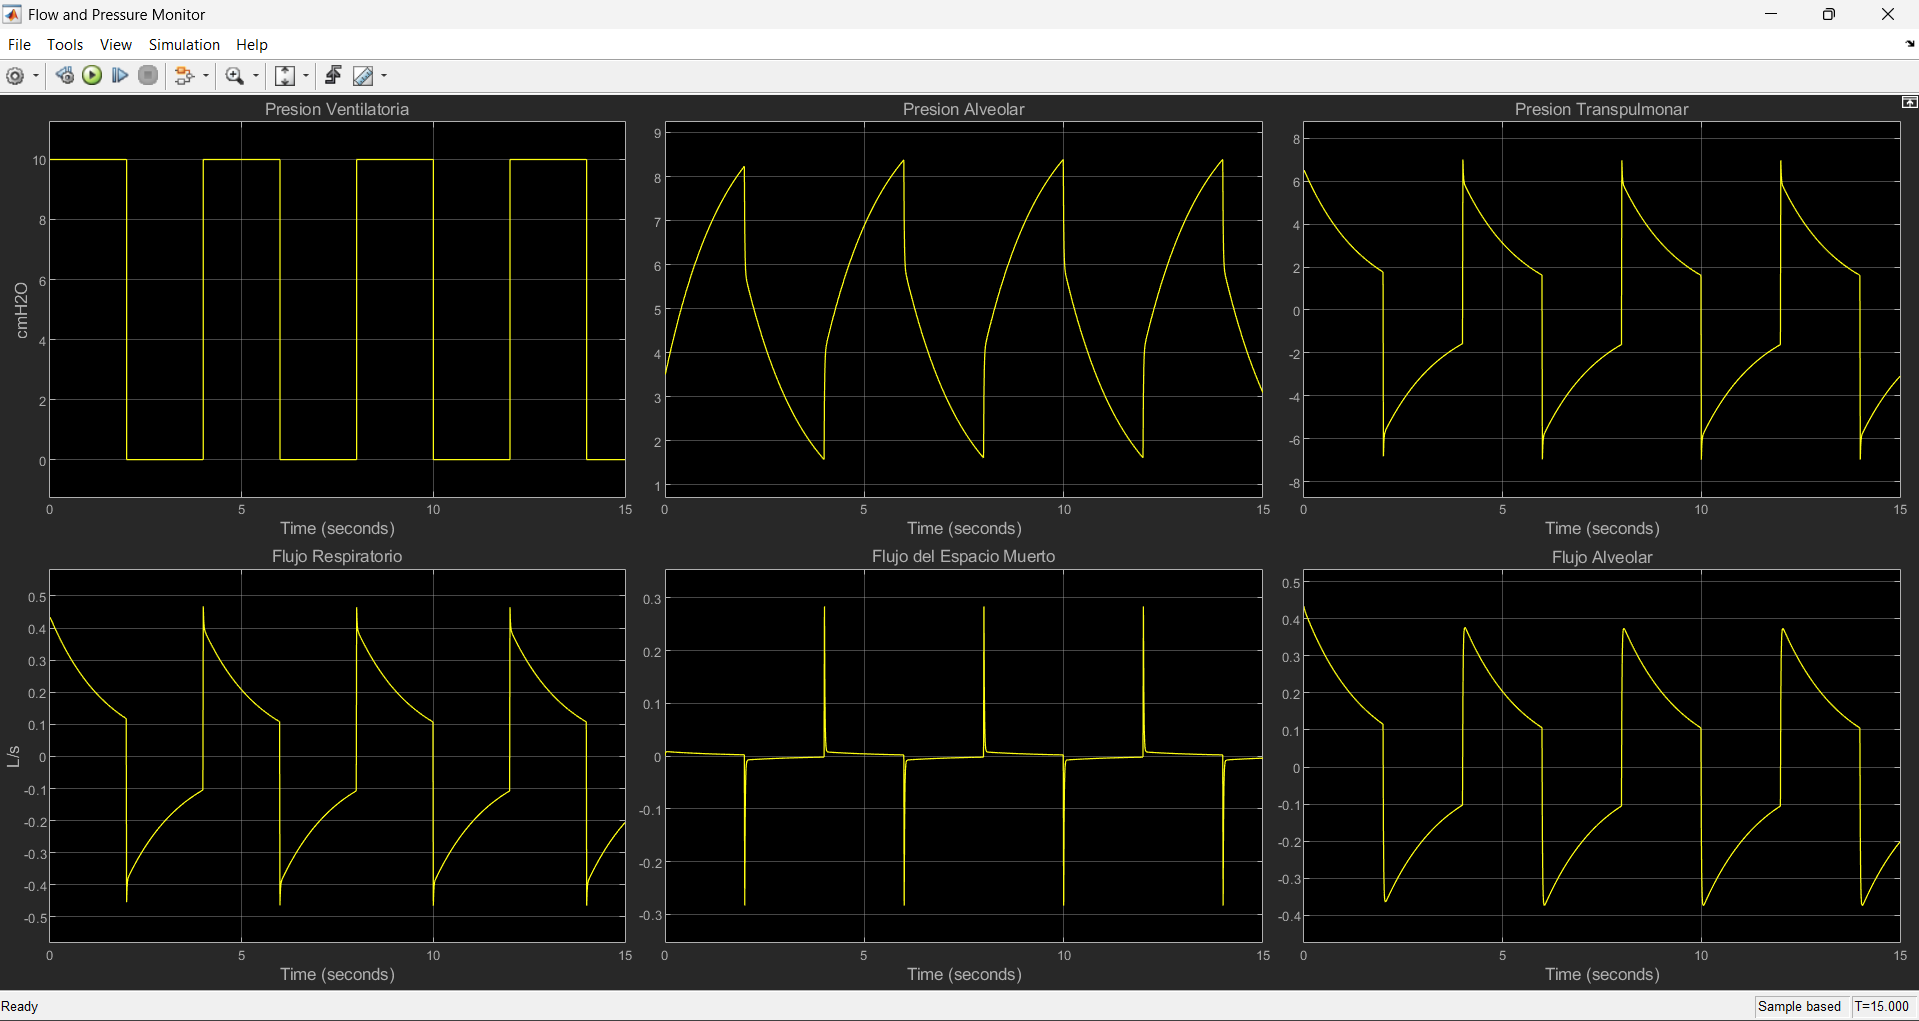 Flow and Pressure Monitor
File Tools View Simulation Help
Presion Ventilatoria
cmH2O
10
8
6
4
2
0
0 5 10 15
Time (seconds)
Presion Alveolar
9
8
7
6
5
4
3
2
1
0 5 10 15
Time (seconds)
Presion Transpulmonar
8
6
4
2
0
-2
-4
-6
-8
0 5 10 15
Time (seconds)
Flujo Respiratorio
L/s
0.5
0.4
0.3
0.2
0.1
0
-0.1
-0.2
-0.3
-0.4
-0.5
0 5 10 15
Time (seconds)
Flujo del Espacio Muerto
0.3
0.2
0.1
0
-0.1
-0.2
-0.3
0 5 10 15
Time (seconds)
Flujo Alveolar
0.5
0.4
0.3
0.2
0.1
0
-0.1
-0.2
-0.3
-0.4
0 5 10 15
Time (seconds)
Ready
Sample based T=15.000